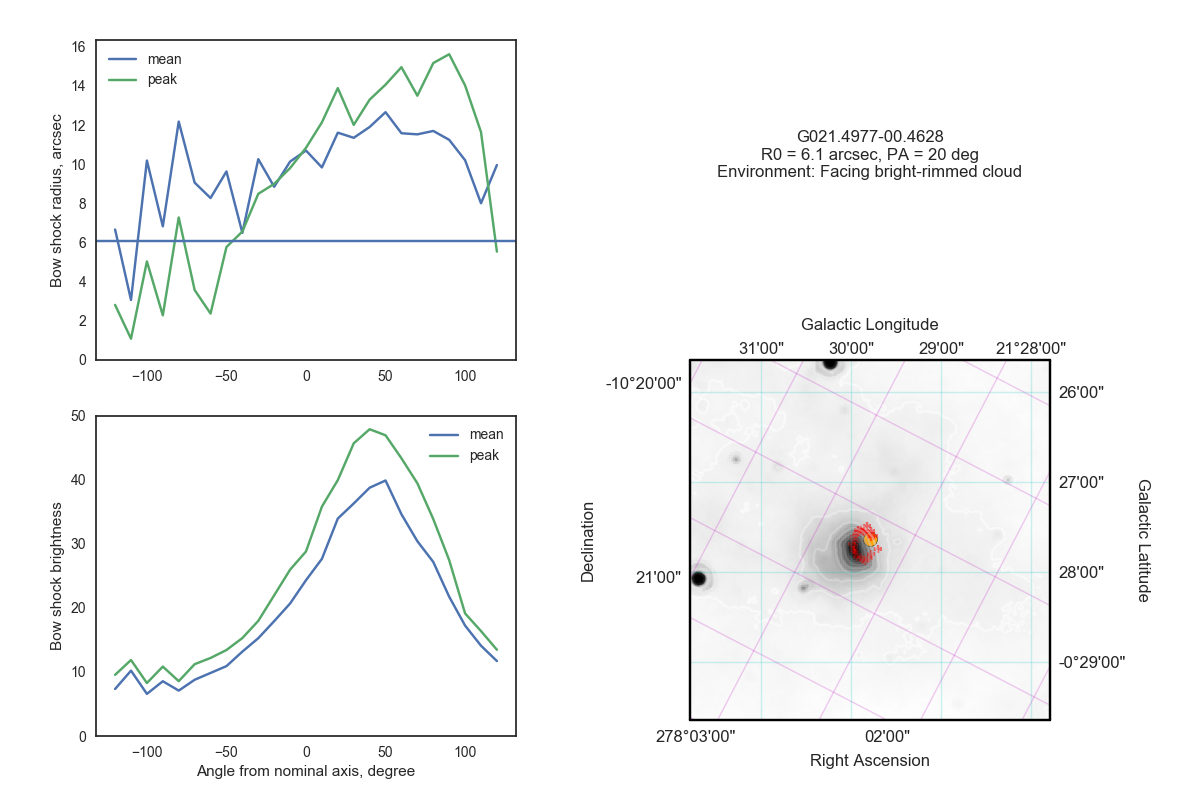 16
14
12
10
8
6
4
2
0
Bow shock radius, arcsec
mean
peak
−100 −50 0 50 100
50
40
30
20
10
0
Bow shock brightness
mean
peak
−100 −50 0 50 100
Angle from nominal axis, degree
G021.4977-00.4628
R0 = 6.1 arcsec, PA = 20 deg
Environment: Facing bright-rimmed cloud
Galactic Longitude
31'00" 30'00" 29'00" 21°28'00"
-10°20'00"
21'00"
Declination
26'00"
27'00"
28'00"
-0°29'00"
Galactic Latitude
278°03'00" 02'00"
Right Ascension